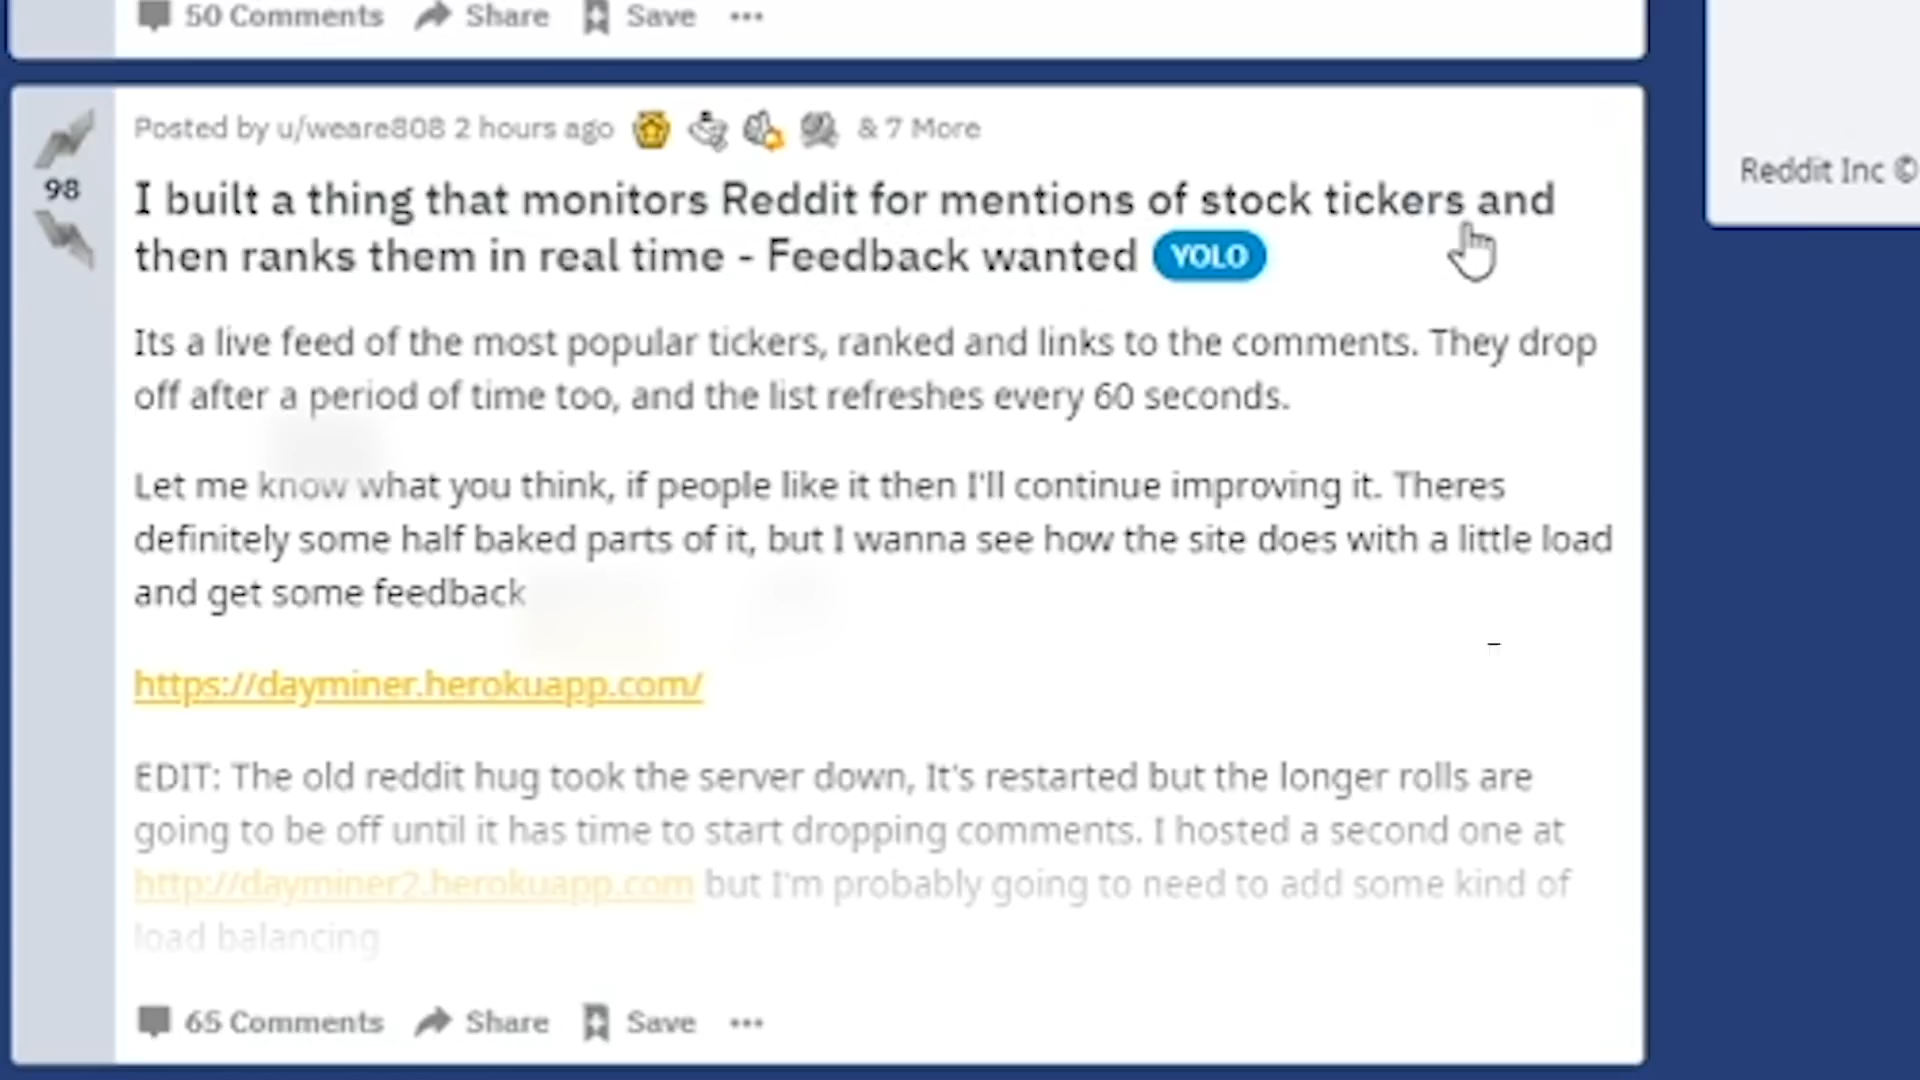 50 Comments Share Save
Posted by u/weare808 2 hours ago & 7 More
98
I built a thing that monitors Reddit for mentions of stock tickers and
then ranks them in real time - Feedback wanted YOLO
Its a live feed of the most popular tickers, ranked and links to the comments. They drop
off after a period of time too, and the list refreshes every 60 seconds.
Let me know what you think, if people like it then I'll continue improving it. Theres
definitely some half baked parts of it, but I wanna see how the site does with a little load
and get some feedback
https://dayminer.herokuapp.com/
EDIT: The old reddit hug took the server down, It's restarted but the longer rolls are
going to be off until it has time to start dropping comments. I hosted a second one at
http://dayminer2.herokuapp.com but I'm probably going to need to add some kind of
load balancing
65 Comments Share Save
Reddit Inc ©